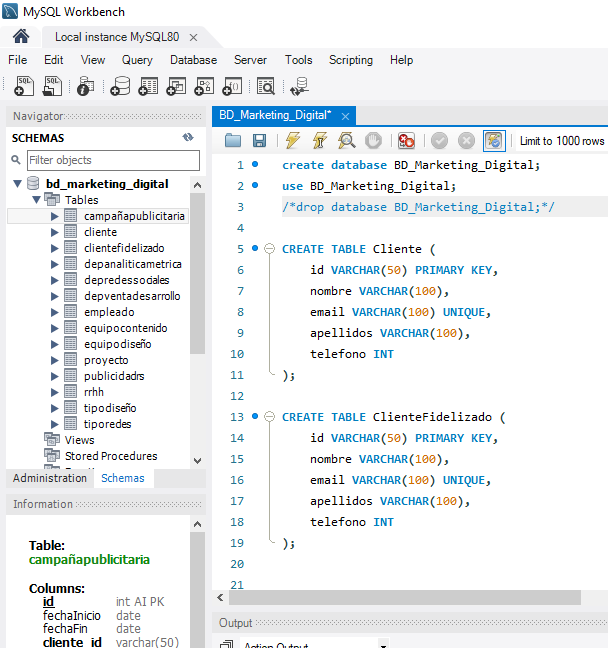 MySQL Workbench
Local instance MySQL80 ×
File Edit View Query Database Server Tools Scripting Help
Navigator
SCHEMAS
Filter objects
bd_marketing_digital
Tables
campañapublicitaria
cliente
clientefidelizado
depanaliticametrica
depredessociales
depventadesarrollo
empleado
equipocontenido
equipodiseño
proyecto
publicidadrs
rrhh
tipodiseño
tiporedes
Views
Stored Procedures
Administration Schemas
Information
Table:
campañapublicitaria
Columns:
id int AI PK
fechaInicio date
fechaFin date
cliente_id varchar(50)
BD_Marketing_Digital* ×
Limit to 1000 rows
1 create database BD_Marketing_Digital;
2 use BD_Marketing_Digital;
3 /*drop database BD_Marketing_Digital;*/
4
5 CREATE TABLE Cliente (
6 id VARCHAR(50) PRIMARY KEY,
7 nombre VARCHAR(100),
8 email VARCHAR(100) UNIQUE,
9 apellidos VARCHAR(100),
10 telefono INT
11 );
12
13 CREATE TABLE ClienteFidelizado (
14 id VARCHAR(50) PRIMARY KEY,
15 nombre VARCHAR(100),
16 email VARCHAR(100) UNIQUE,
17 apellidos VARCHAR(100),
18 telefono INT
19 );
20
21
Output
Action Output